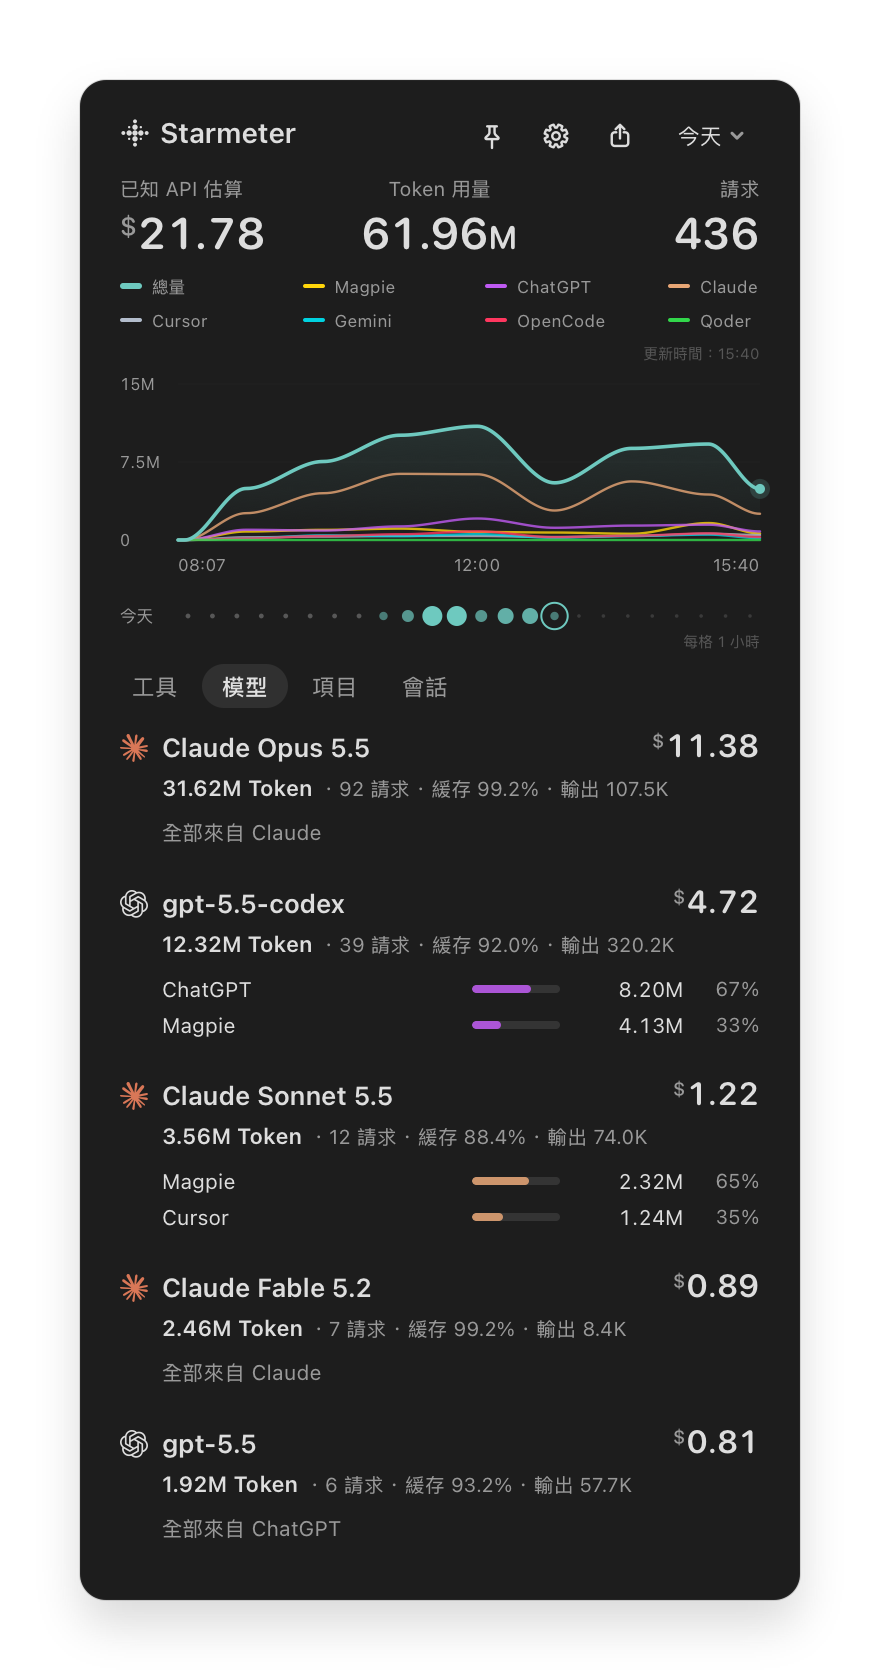 Starmeter 今天
已知 API 估算 Token 用量 請求
$21.78 61.96M 436
總量 Magpie ChatGPT Claude
Cursor Gemini OpenCode Qoder
更新時間：15:40
15M
7.5M
0
08:07 12:00 15:40
今天
每格 1 小時
工具 模型 項目 會話
Claude Opus 5.5 $11.38
31.62M Token · 92 請求 · 緩存 99.2% · 輸出 107.5K
全部來自 Claude
gpt-5.5-codex $4.72
12.32M Token · 39 請求 · 緩存 92.0% · 輸出 320.2K
ChatGPT 8.20M 67%
Magpie 4.13M 33%
Claude Sonnet 5.5 $1.22
3.56M Token · 12 請求 · 緩存 88.4% · 輸出 74.0K
Magpie 2.32M 65%
Cursor 1.24M 35%
Claude Fable 5.2 $0.89
2.46M Token · 7 請求 · 緩存 99.2% · 輸出 8.4K
全部來自 Claude
gpt-5.5 $0.81
1.92M Token · 6 請求 · 緩存 93.2% · 輸出 57.7K
全部來自 ChatGPT